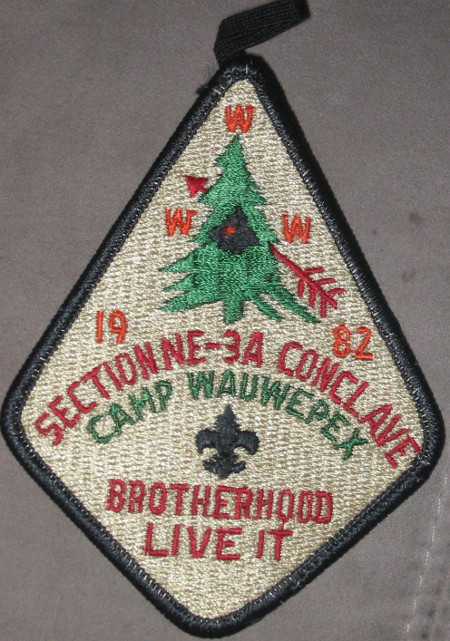 W
W W
19 82
SECTION NE-3A CONCLAVE
CAMP WAUWEPEX
BROTHERHOOD
LIVE IT